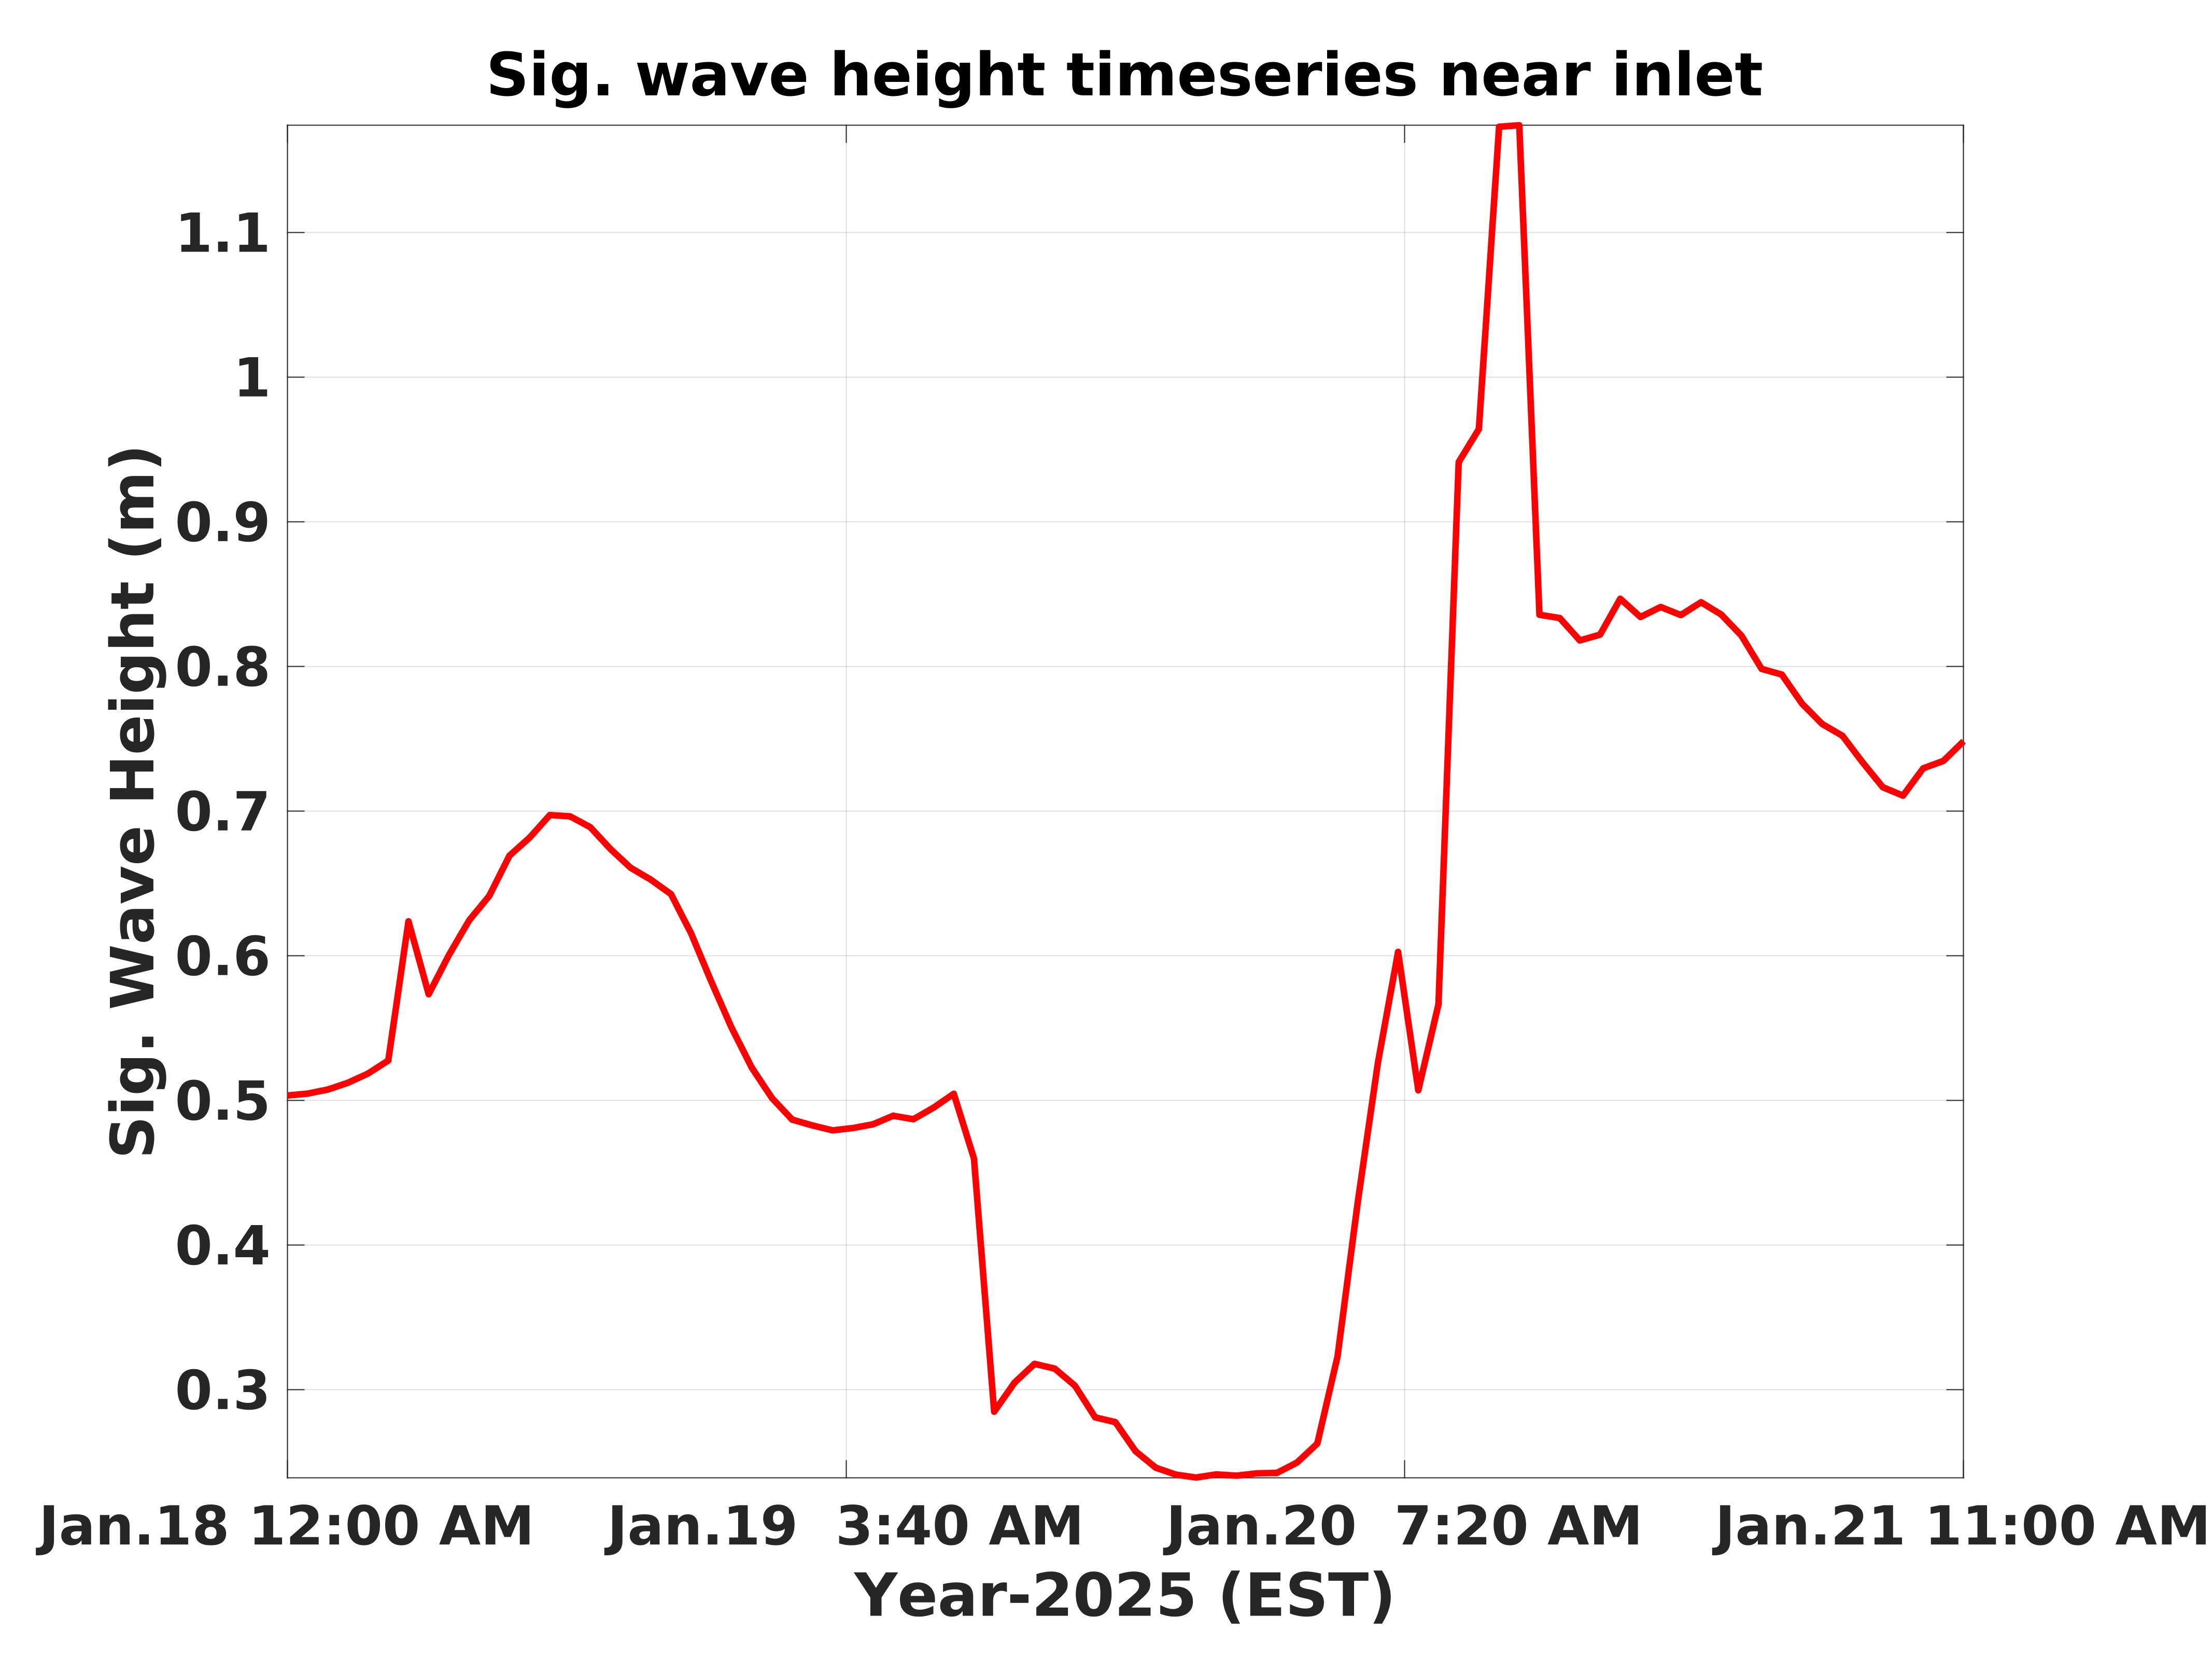 Sig. wave height timeseries near inlet
Sig. Wave Height (m)
1.1
1
0.9
0.8
0.7
0.6
0.5
0.4
0.3
Jan.18 12:00 AM Jan.19 3:40 AM Jan.20 7:20 AM Jan.21 11:00 AM
Year-2025 (EST)